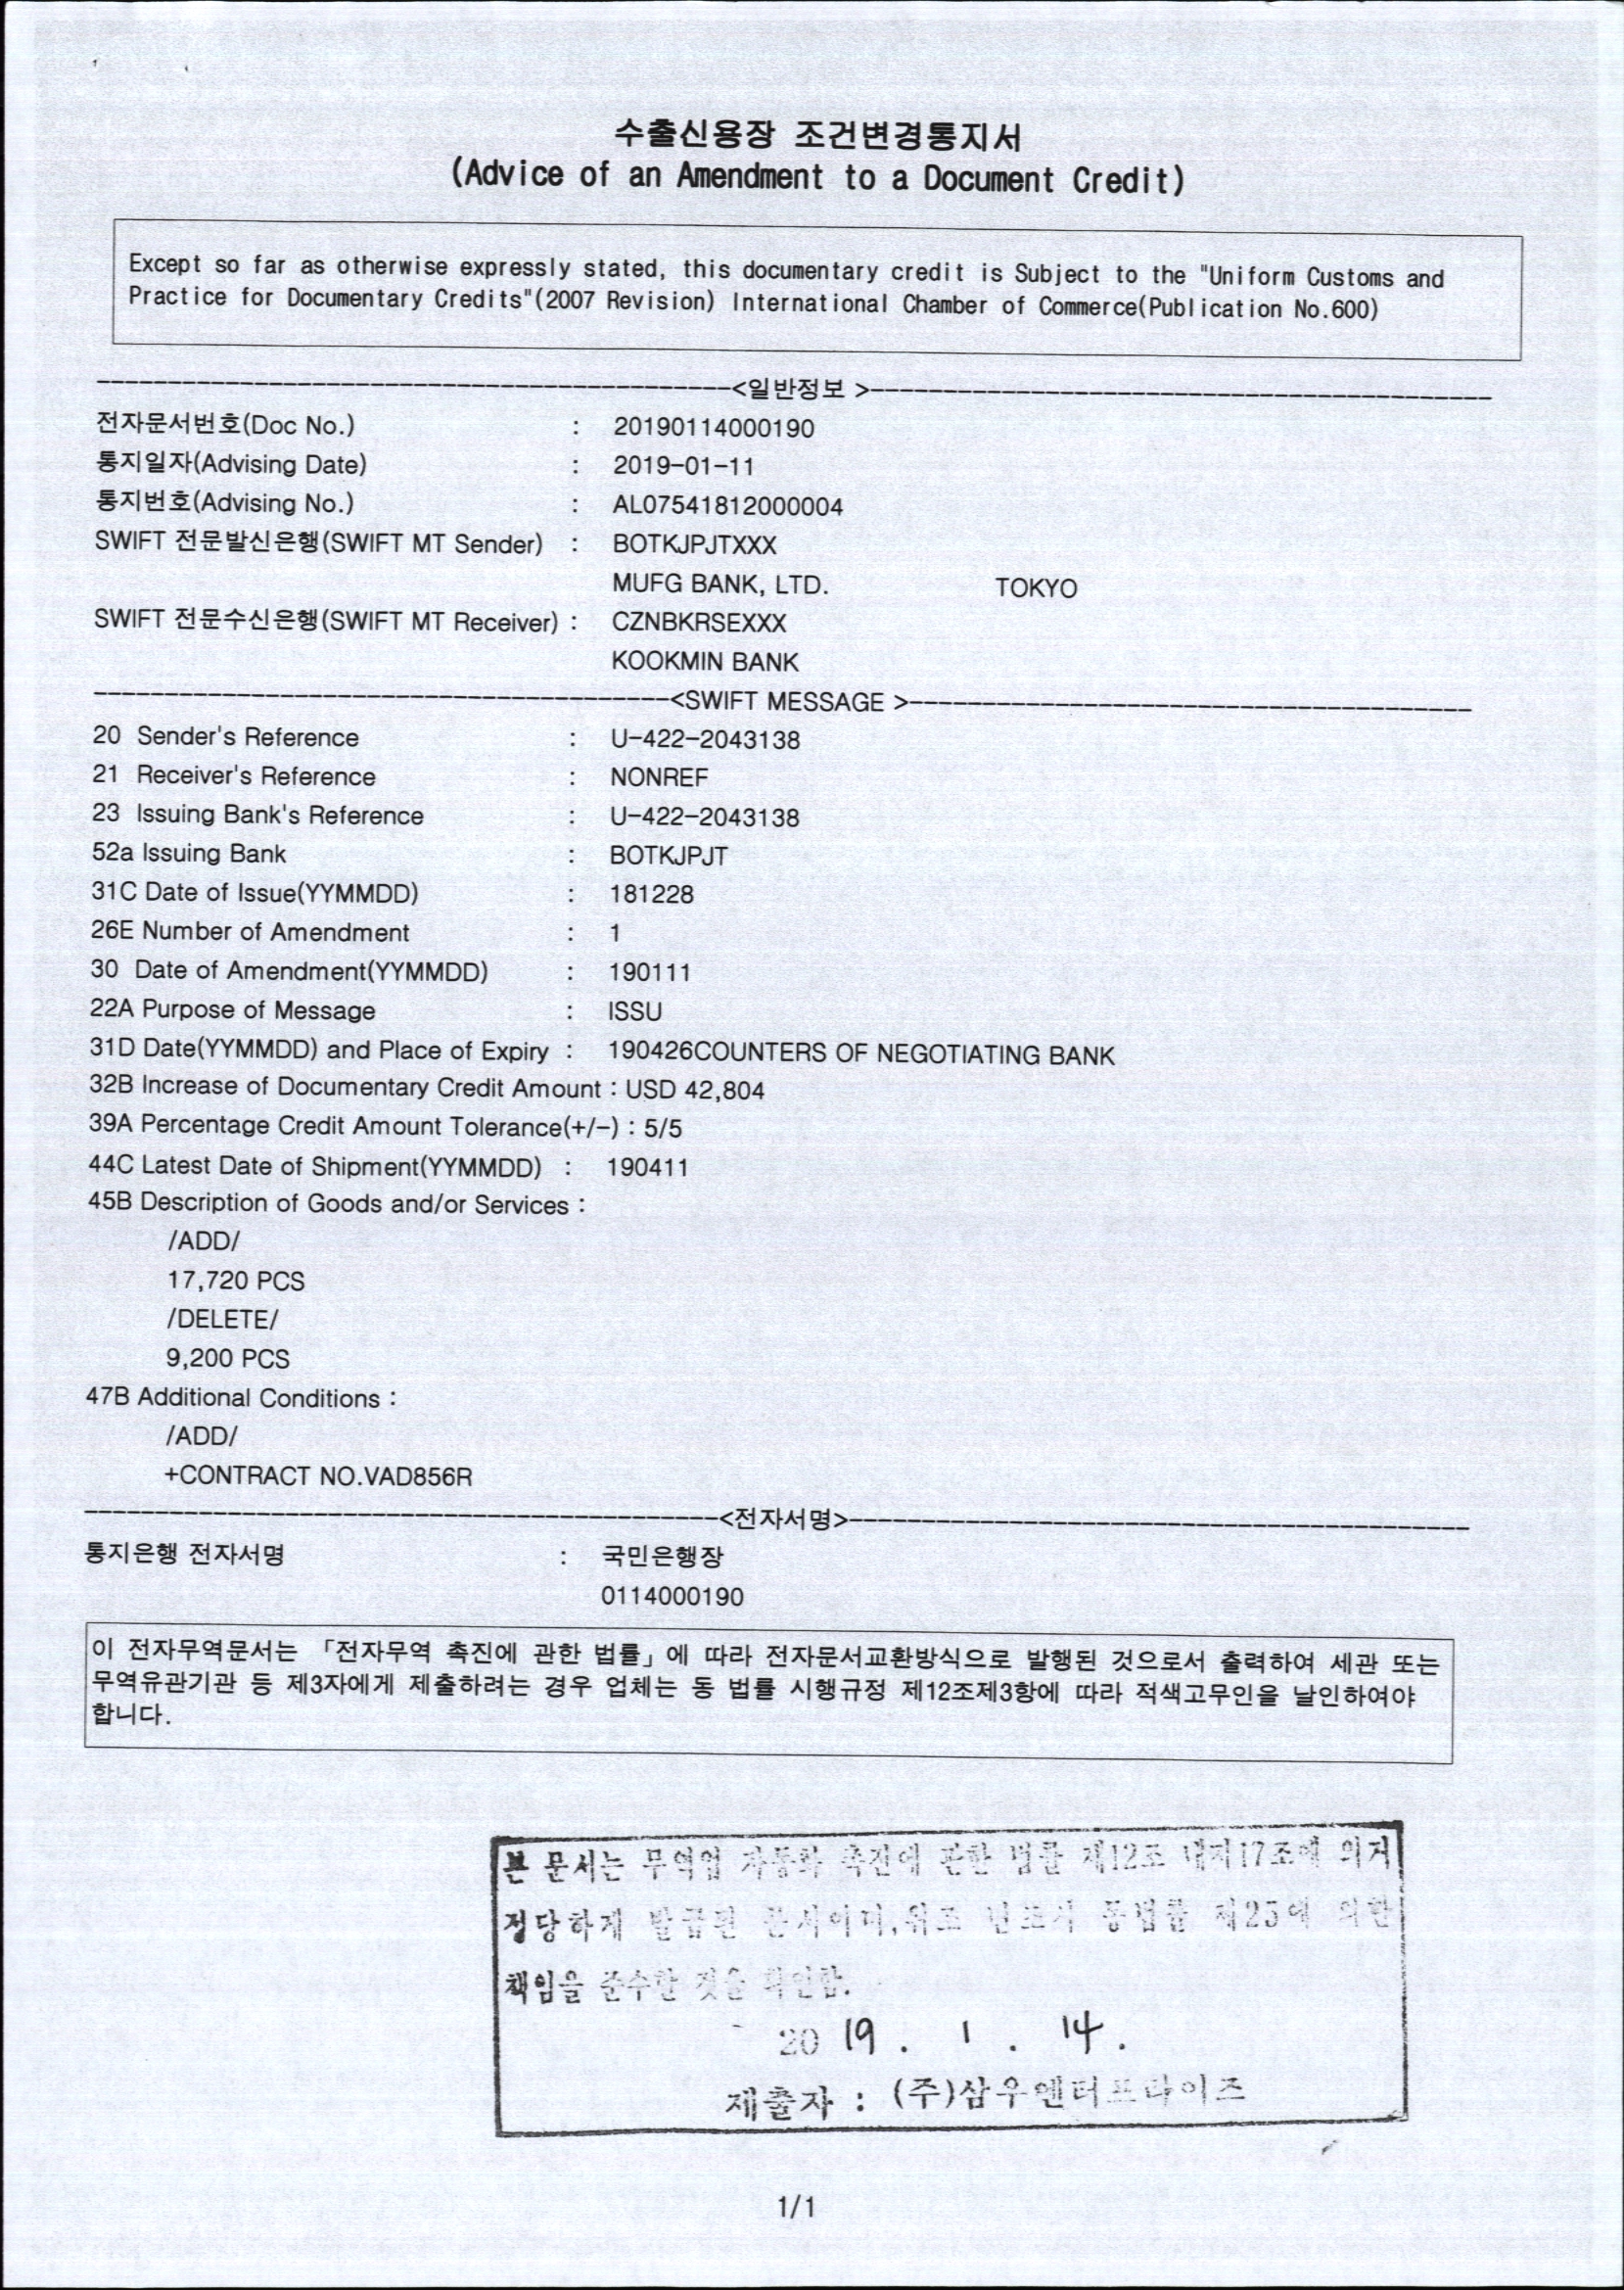 수출신용장 조건변경통지서
(Advice of an Amendment to a Document Credit)
Except so far as otherwise expressly stated, this documentary credit is Subject to the "Uniform Customs and
Practice for Documentary Credits"(2007 Revision) International Chamber of Commerce(Publication No.600)
<일반정보 >
전자문서번호(Doc No.) : 20190114000190
통지일자(Advising Date) : 2019-01-11
통지번호(Advising No.) : AL07541812000004
SWIFT 전문발신은행(SWIFT MT Sender) : BOTKJPJTXXX
MUFG BANK, LTD. TOKYO
SWIFT 전문수신은행(SWIFT MT Receiver) : CZNBKRSEXXX
KOOKMIN BANK
<SWIFT MESSAGE >
20 Sender's Reference : U-422-2043138
21 Receiver's Reference : NONREF
23 Issuing Bank's Reference : U-422-2043138
52a Issuing Bank : BOTKJPJT
31C Date of Issue(YYMMDD) : 181228
26E Number of Amendment : 1
30 Date of Amendment(YYMMDD) : 190111
22A Purpose of Message : ISSU
31D Date(YYMMDD) and Place of Expiry : 190426COUNTERS OF NEGOTIATING BANK
32B Increase of Documentary Credit Amount : USD 42,804
39A Percentage Credit Amount Tolerance(+/-) : 5/5
44C Latest Date of Shipment(YYMMDD) : 190411
45B Description of Goods and/or Services :
/ADD/
17,720 PCS
/DELETE/
9,200 PCS
47B Additional Conditions :
/ADD/
+CONTRACT NO.VAD856R
<전자서명>
통지은행 전자서명 : 국민은행장
0114000190
이 전자무역문서는 「전자무역 촉진에 관한 법률」에 따라 전자문서교환방식으로 발행된 것으로서 출력하여 세관 또는
무역유관기관 등 제3자에게 제출하려는 경우 업체는 동 법률 시행규정 제12조제3항에 따라 적색고무인을 날인하여야
합니다.
본 문서는 무역업 자동화 촉진에 관한 법률 제12조 내지17조에 의거
정당하게 발급된 문서이며,위조 변조시 동법률 제25에 의한
책임을 준수할 것을 확인함.
20 19 . 1 . 14 .
제출자 : (주)삼우엔터프라이즈
1/1